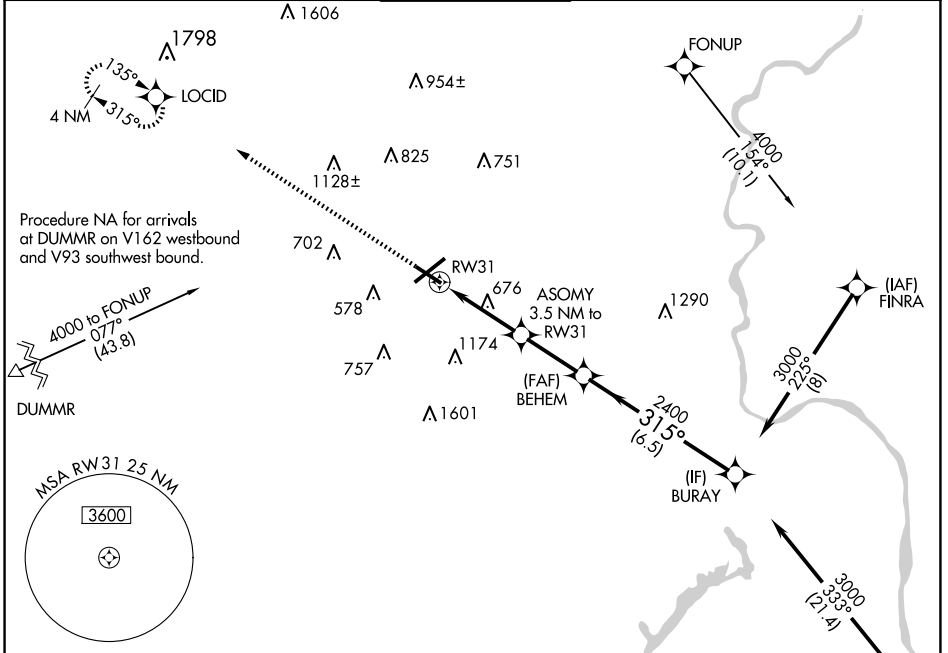 1606
1798
135°
315°
4 NM
LOCID
954±
FONUP
4000
154°
(10.1)
825
751
1128±
Procedure NA for arrivals
at DUMMR on V162 westbound
and V93 southwest bound.
702
RW31
578
676
ASOMY
3.5 NM to
RW31
1290
(IAF)
FINRA
4000 to FONUP
077°
(43.8)
DUMMR
757
1174
(FAF)
BEHEM
3000
225°
(8)
2400
315°
(6.5)
1601
(IF)
BURAY
MSA RW31 25 NM
3600
3000
333°
(21.4)